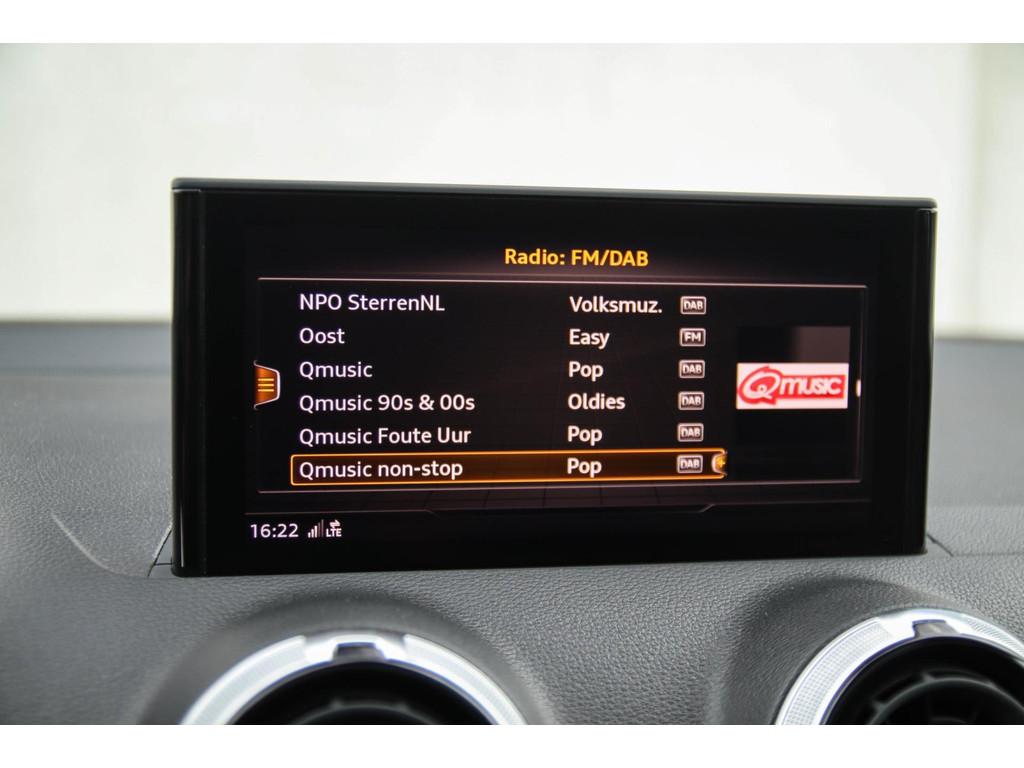 Radio: FM/DAB
NPO SterrenNL Volksmuz. DAB
Oost Easy FM
Qmusic Pop DAB
Qmusic 90s & 00s Oldies DAB
Qmusic Foute Uur Pop DAB
Qmusic non-stop Pop DAB
Qmusic
16:22 LTE